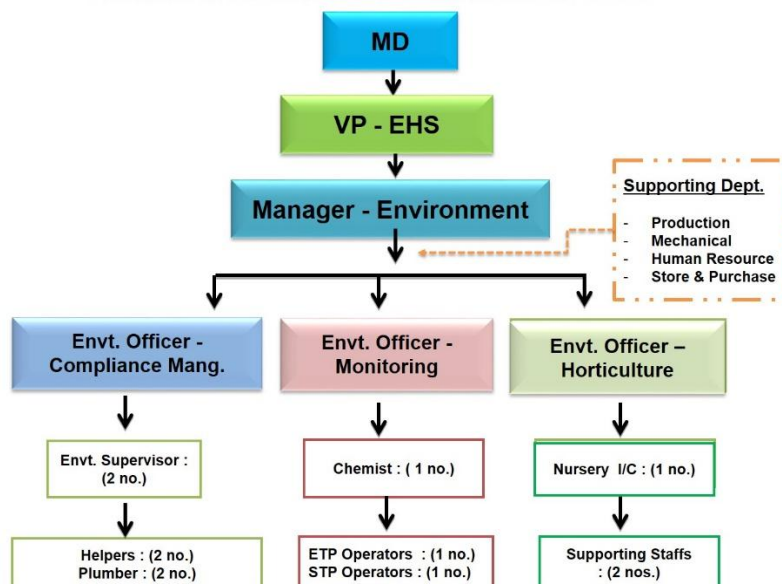 MD
VP - EHS
Manager - Environment
Supporting Dept.
- Production
- Mechanical
- Human Resource
- Store & Purchase
Envt. Officer -
Compliance Mang.
Envt. Officer -
Monitoring
Envt. Officer –
Horticulture
Envt. Supervisor :
(2 no.)
Chemist : ( 1 no.)
Nursery I/C : (1 no.)
Helpers : (2 no.)
Plumber : (2 no.)
ETP Operators : (1 no.)
STP Operators : (1 no.)
Supporting Staffs
: (2 nos.)